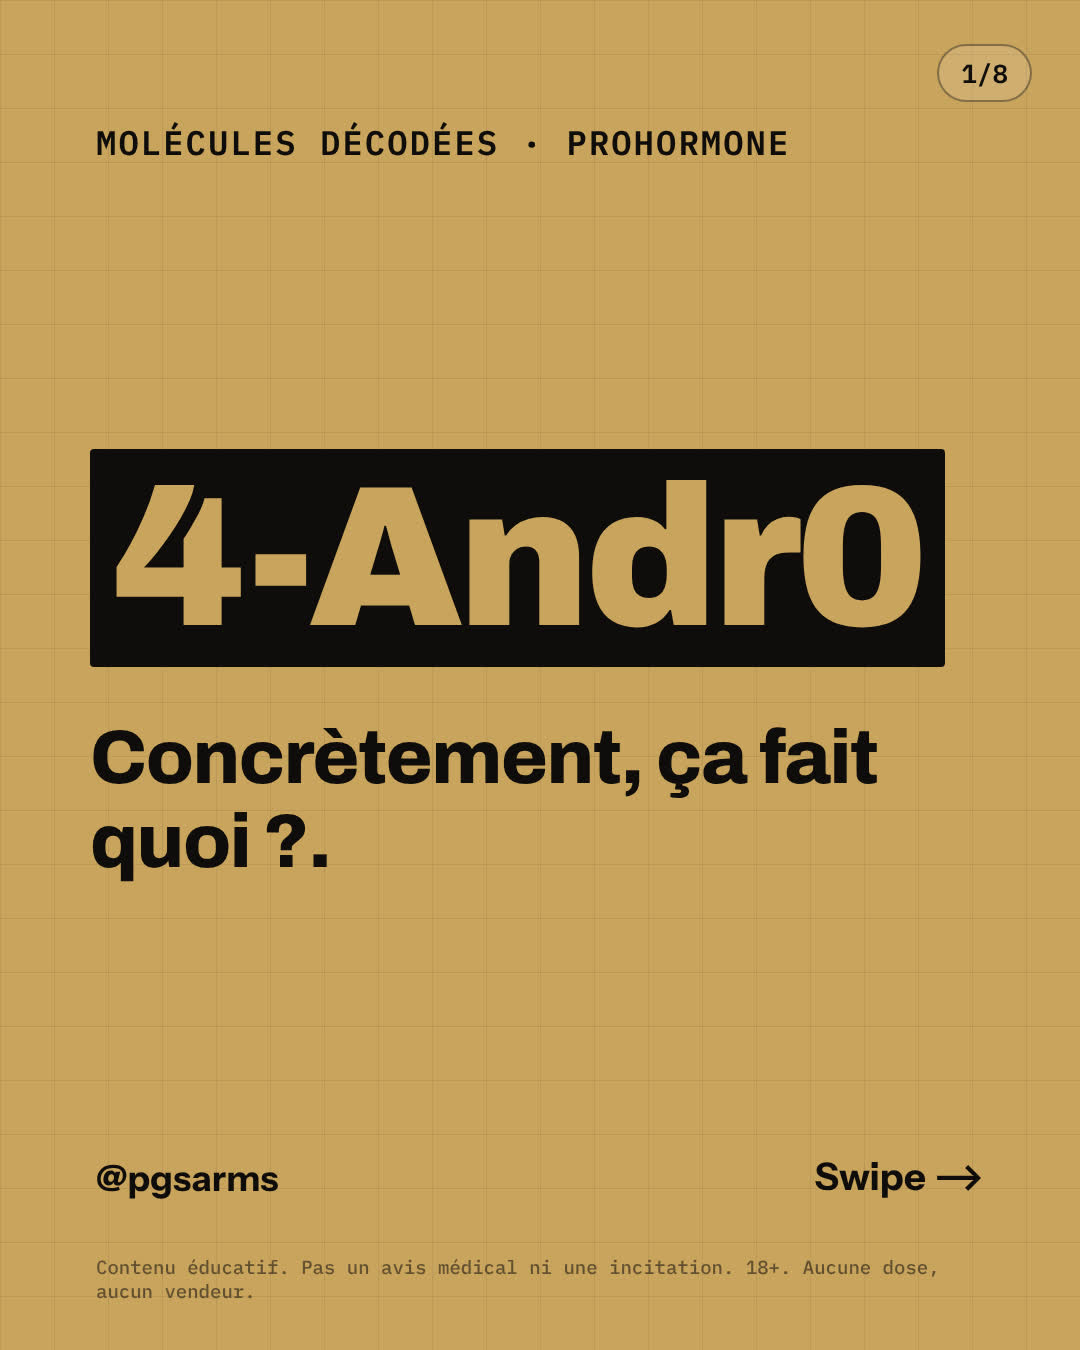 1/8
MOLÉCULES DÉCODÉES · PROHORMONE
4-Andr0
Concrètement, ça fait
quoi ?.
@pgsarms
Swipe →
Contenu éducatif. Pas un avis médical ni une incitation. 18+. Aucune dose,
aucun vendeur.